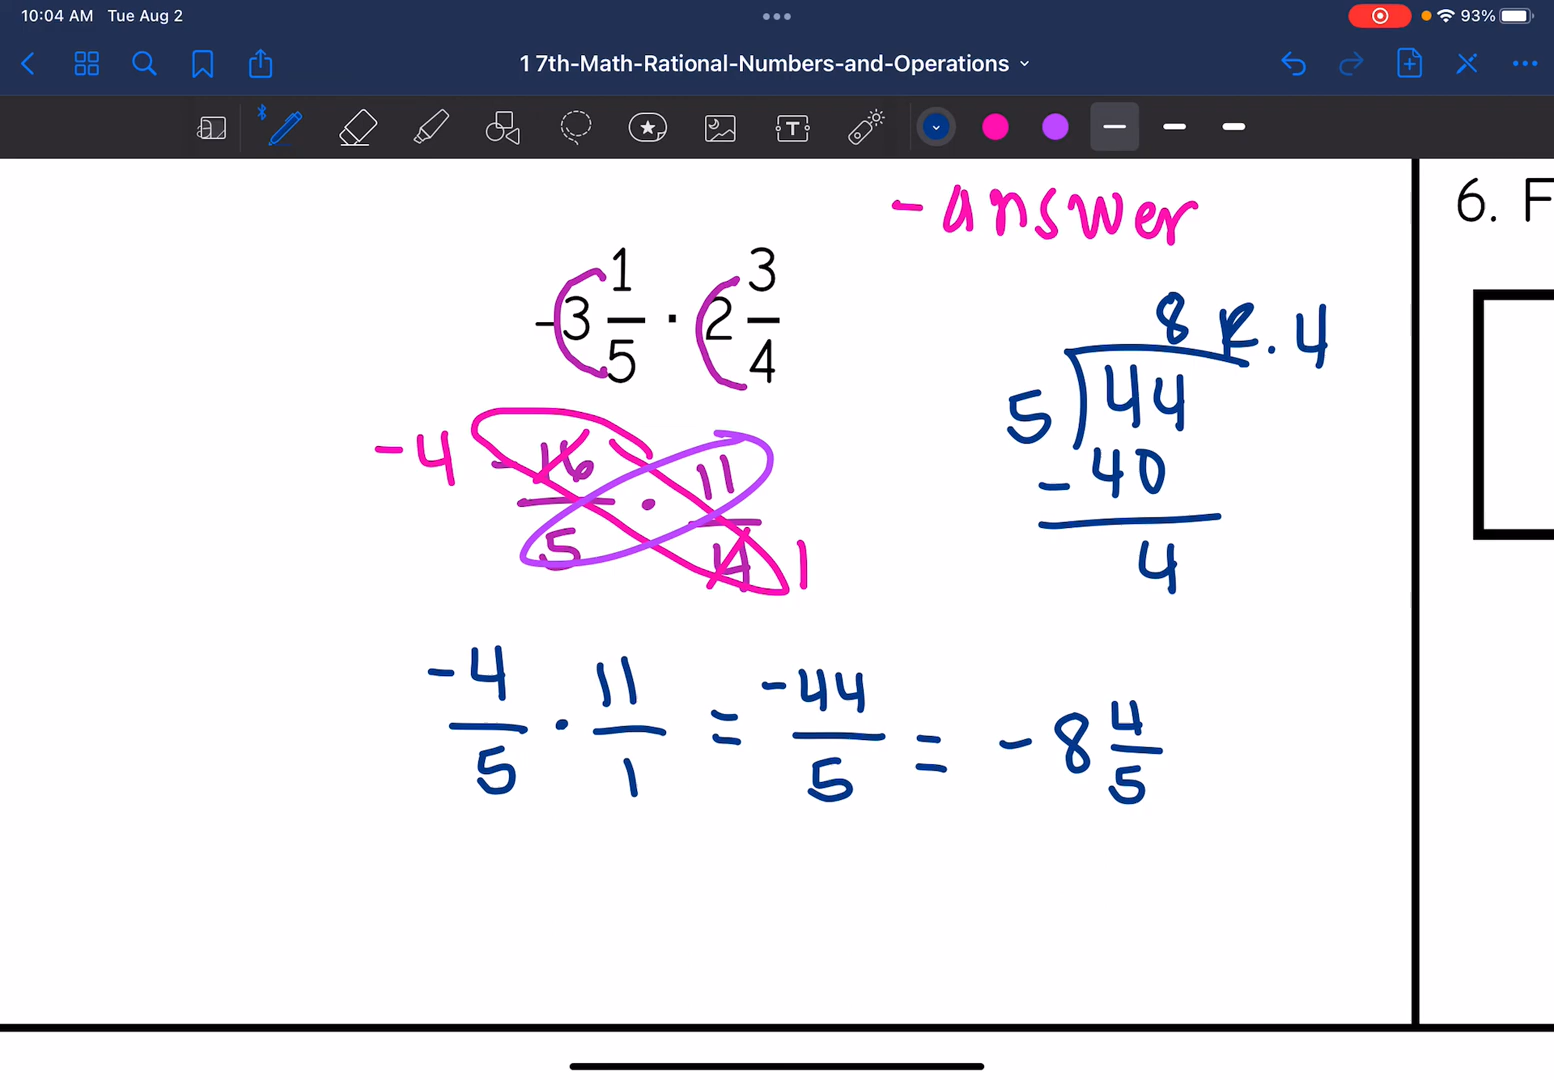 10:04 AM Tue Aug 2
93%
1 7th-Math-Rational-Numbers-and-Operations
T
- answer
6. F
-3 1/5 · 2 3/4
8 R. 4
5 ) 44
- 40
4
-4
-16/5 · 11/4
1
-4/5 · 11/1 = -44/5 = -8 4/5